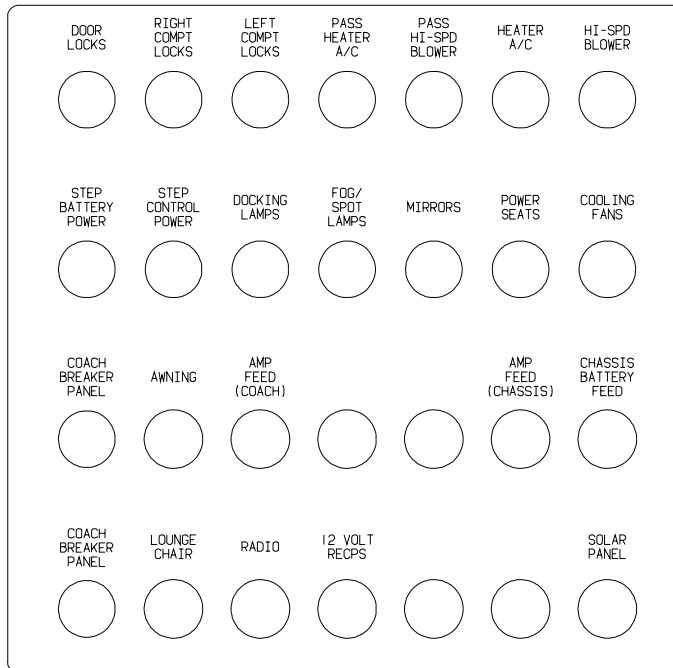 DOOR
LOCKS
RIGHT
COMPT
LOCKS
LEFT
COMPT
LOCKS
PASS
HEATER
A/C
PASS
HI-SPD
BLOWER
HEATER
A/C
HI-SPD
BLOWER
STEP
BATTERY
POWER
STEP
CONTROL
POWER
DOCKING
LAMPS
FOG/
SPOT
LAMPS
MIRRORS
POWER
SEATS
COOLING
FANS
COACH
BREAKER
PANEL
AWNING
AMP
FEED
(COACH)
AMP
FEED
(CHASSIS)
CHASSIS
BATTERY
FEED
COACH
BREAKER
PANEL
LOUNGE
CHAIR
RADIO
12 VOLT
RECPS
SOLAR
PANEL